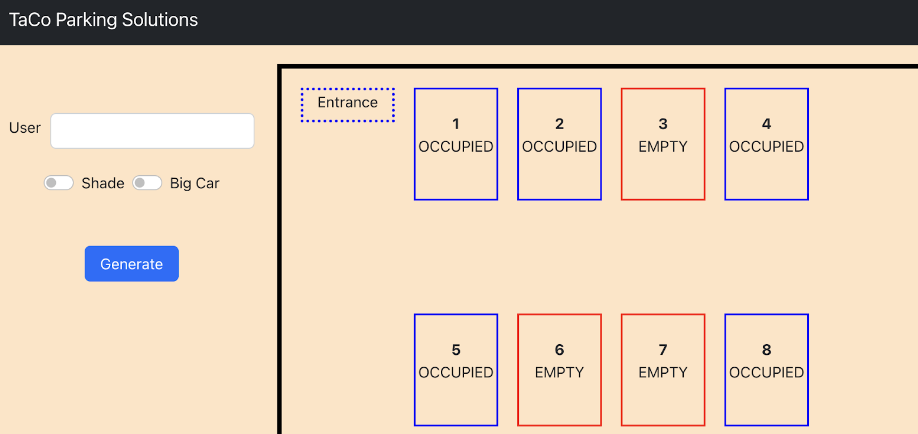 TaCo Parking Solutions
User
Shade Big Car
Generate
Entrance
1 2 3 4
OCCUPIED OCCUPIED EMPTY OCCUPIED
5 6 7 8
OCCUPIED EMPTY EMPTY OCCUPIED